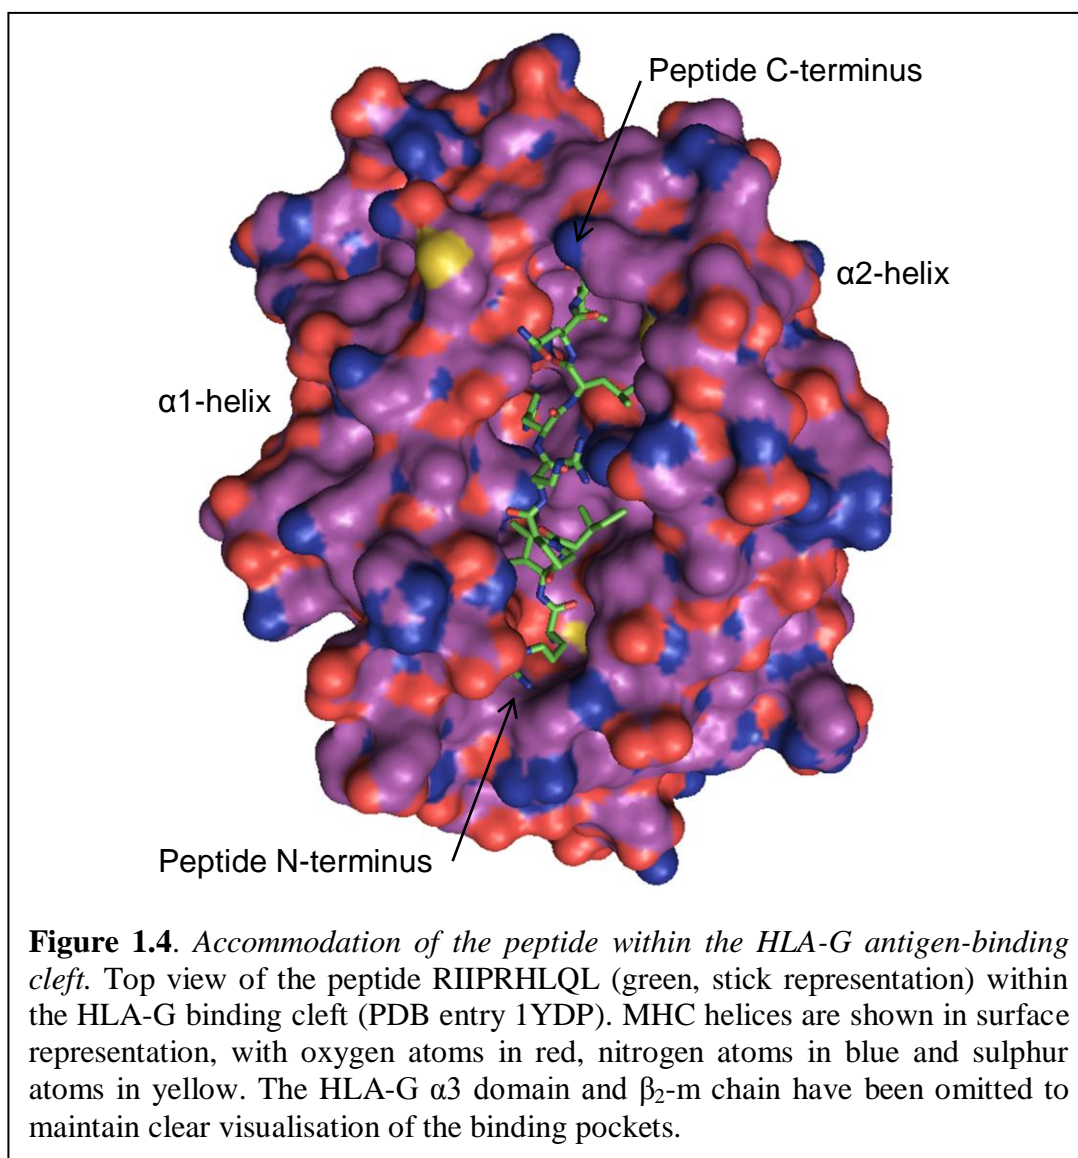 Peptide C-terminus
α2-helix
α1-helix
Peptide N-terminus
Figure 1.4. Accommodation of the peptide within the HLA-G antigen-binding
cleft. Top view of the peptide RIIPRHLQL (green, stick representation) within
the HLA-G binding cleft (PDB entry 1YDP). MHC helices are shown in surface
representation, with oxygen atoms in red, nitrogen atoms in blue and sulphur
atoms in yellow. The HLA-G α3 domain and β₂-m chain have been omitted to
maintain clear visualisation of the binding pockets.